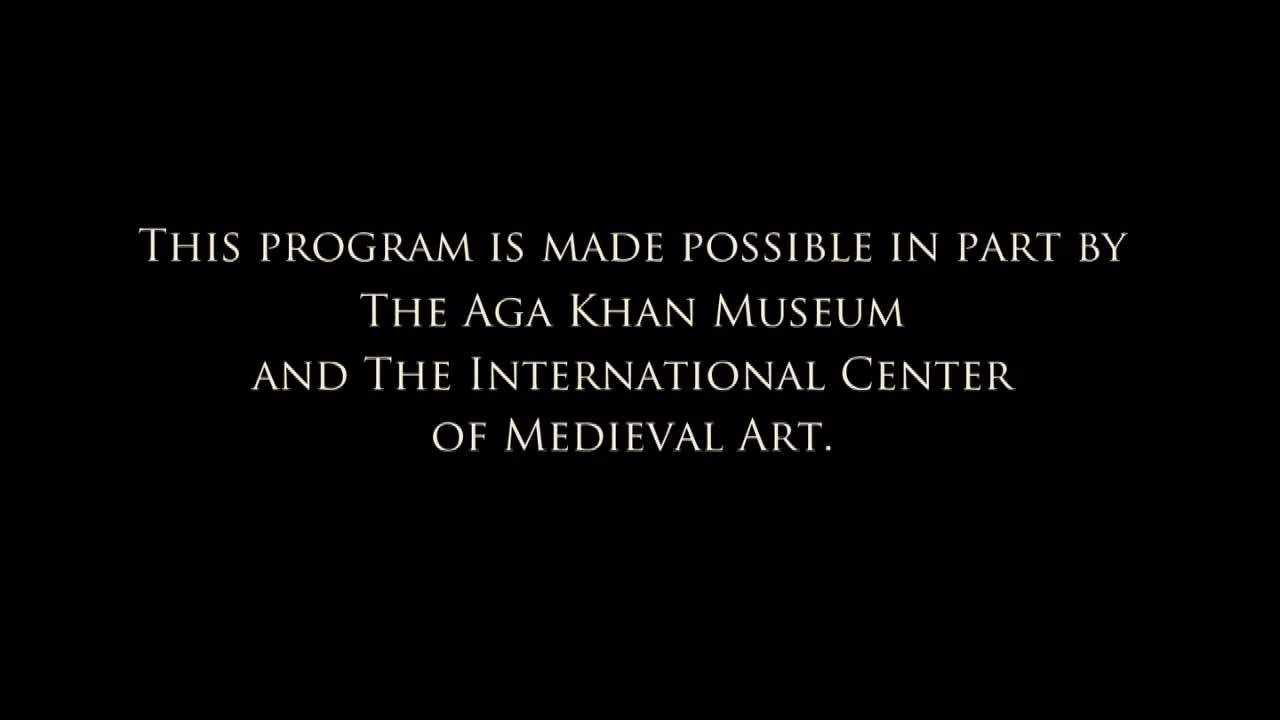 This program is made possible in part by
The Aga Khan Museum
and The International Center
of Medieval Art.